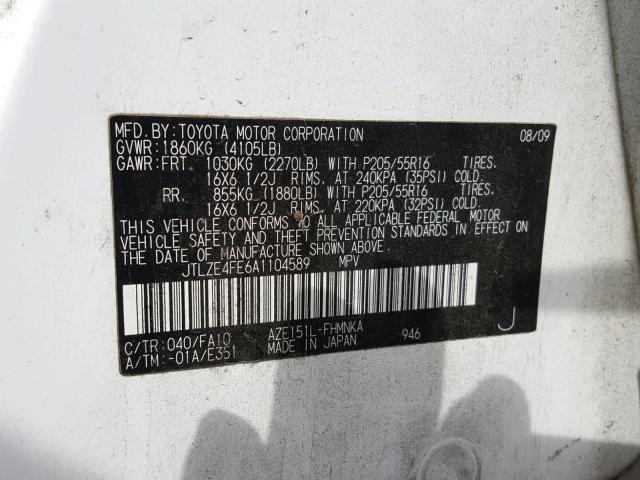 MFD.BY:TOYOTA MOTOR CORPORATION 08/09
GVWR:1860KG (4105LB)
GAWR:FRT. 1030KG (2270LB) WITH P205/55R16 TIRES.
16X6 1/2J RIMS, AT 240KPA (35PSI) COLD.
RR. 855KG (1880LB) WITH P205/55R16 TIRES.
16X6 1/2J RIMS, AT 220KPA (32PSI) COLD.
THIS VEHICLE CONFORMS TO ALL APPLICABLE FEDERAL MOTOR
VEHICLE SAFETY AND THEFT PREVENTION STANDARDS IN EFFECT ON
THE DATE OF MANUFACTURE SHOWN ABOVE.
JTLZE4FE6A1104589 MPV
C/TR:040/FA10 AZE151L-FHMNKA
A/TM:-01A/E351 MADE IN JAPAN 946 J